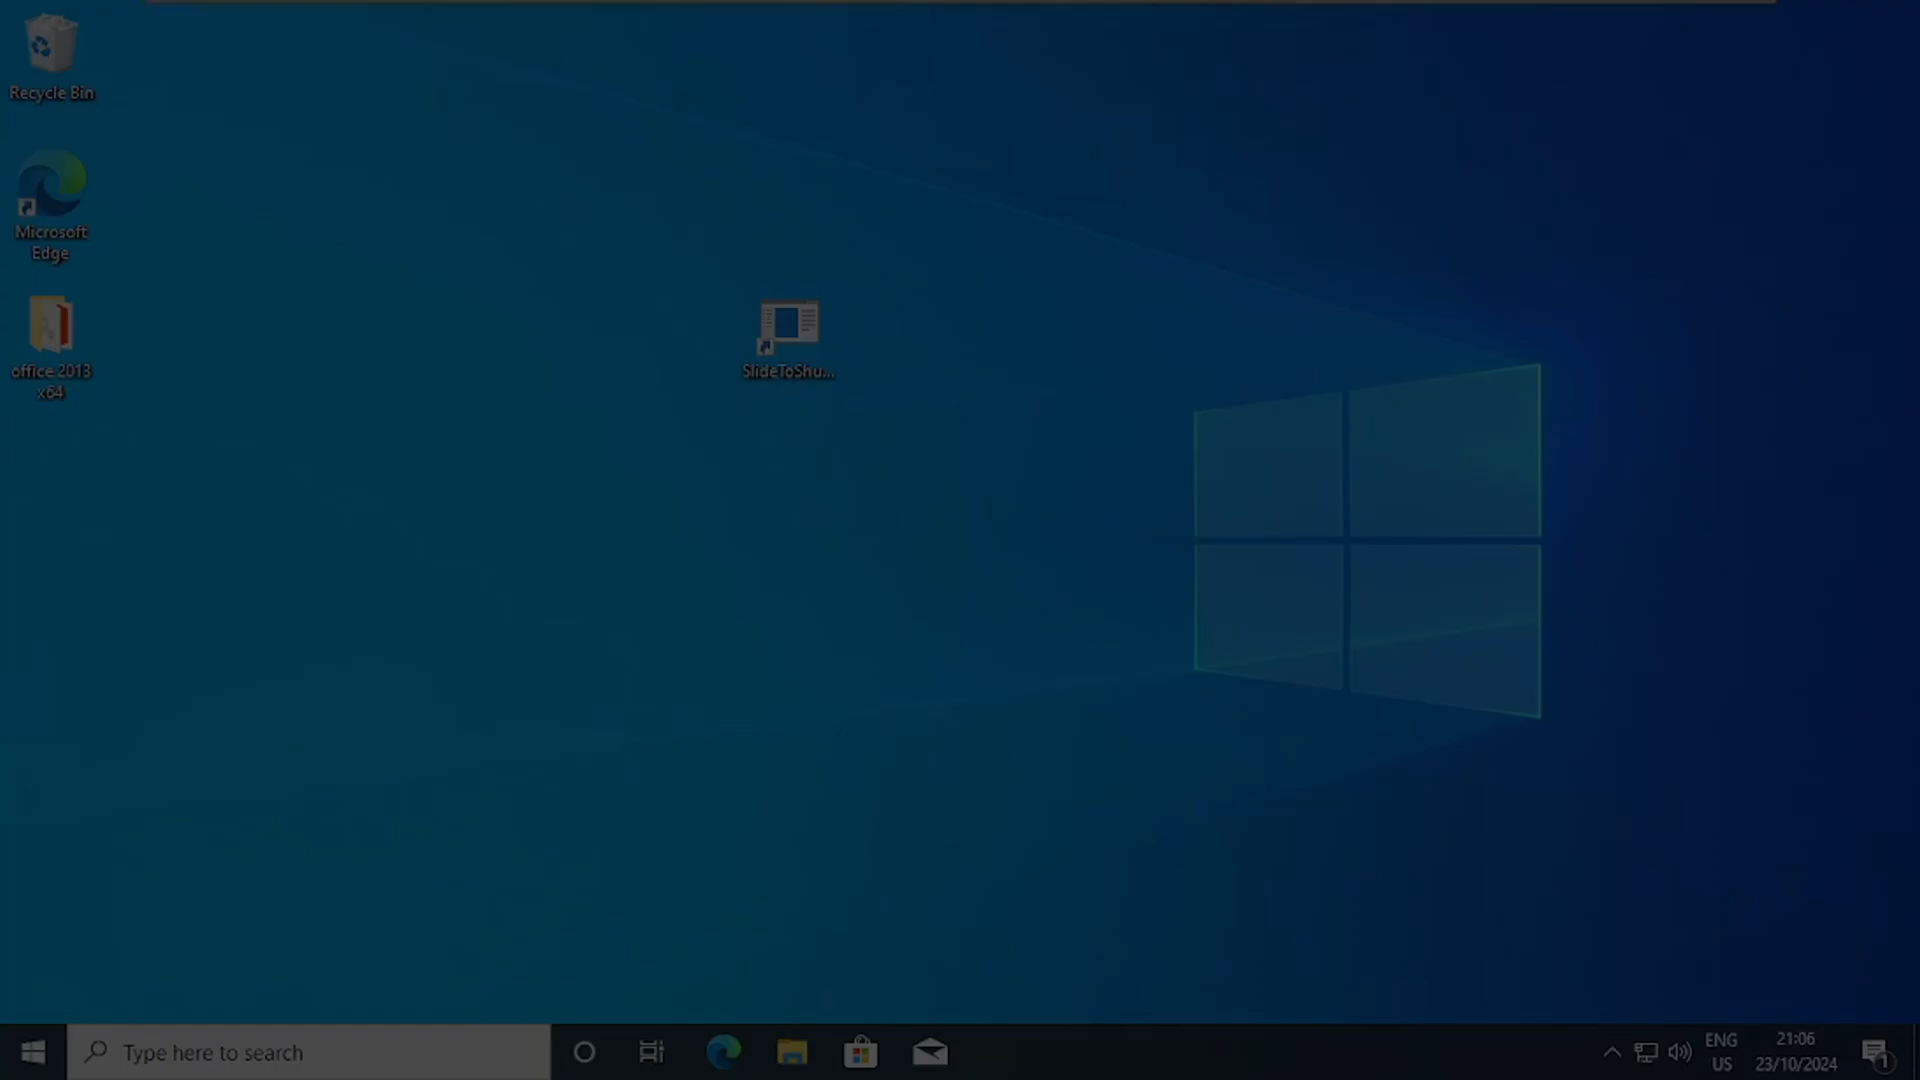 Recycle Bin
Microsoft
Edge
office 2013
x64
SlideToShu...
Type here to search
ENG
US
21:06
23/10/2024
1